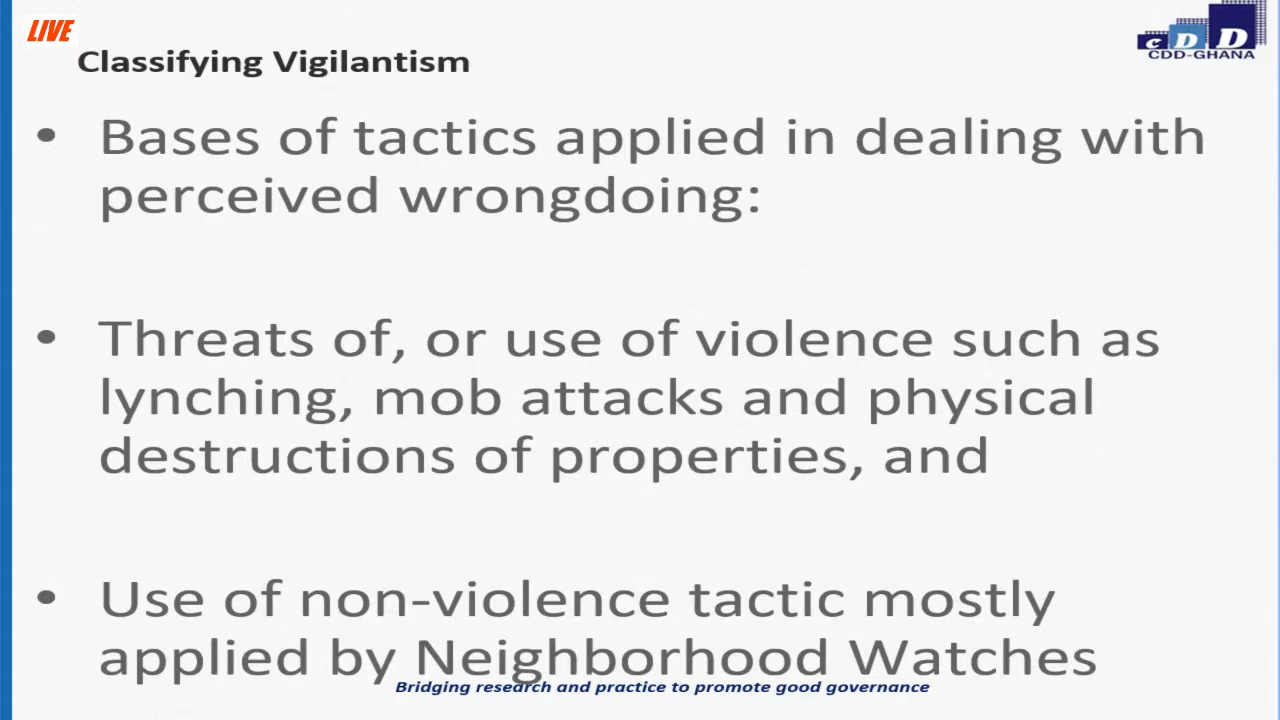 LIVE
CDD
CDD-GHANA
Classifying Vigilantism
• Bases of tactics applied in dealing with
perceived wrongdoing:
• Threats of, or use of violence such as
lynching, mob attacks and physical
destructions of properties, and
• Use of non-violence tactic mostly
applied by Neighborhood Watches
Bridging research and practice to promote good governance